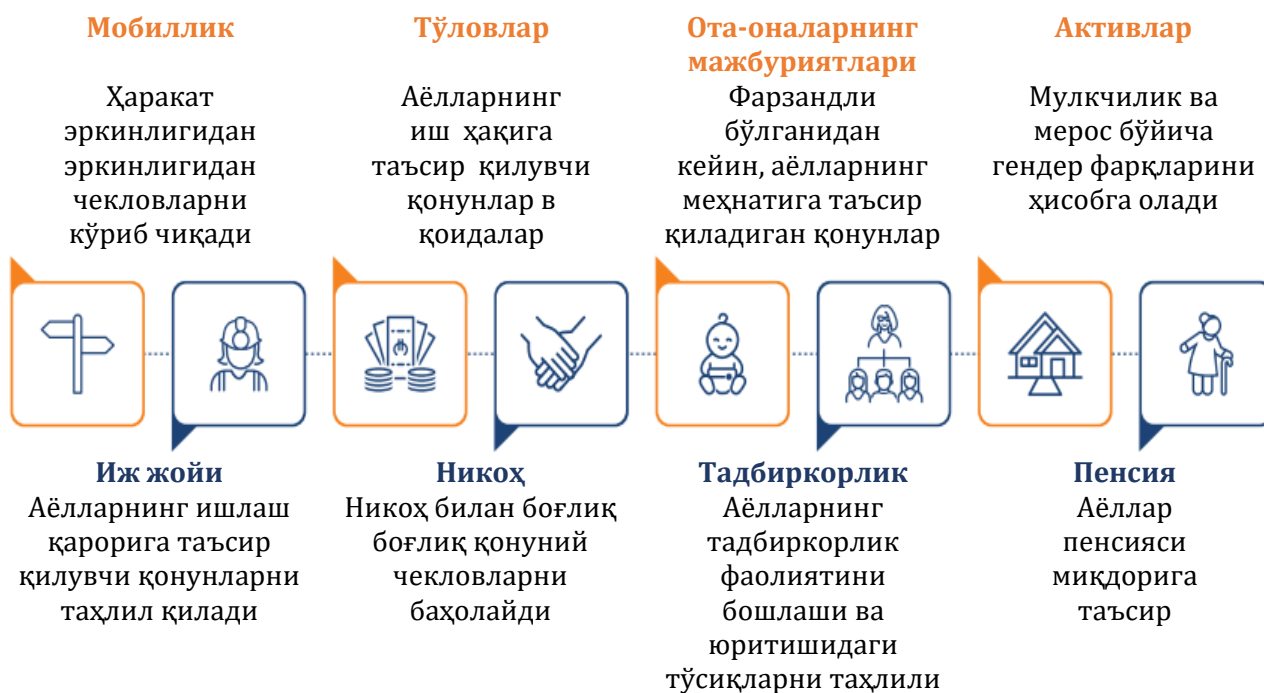 Мобиллик
Ҳаракат
эркинлигидан
эркинлигидан
чекловларни
кўриб чиқади
Тўловлар
Аёлларнинг
иш ҳақига
таъсир қилувчи
қонунлар в
қоидалар
Ота-оналарнинг
мажбуриятлари
Фарзандли
бўлганидан
кейин, аёлларнинг
меҳнатига таъсир
қиладиган қонунлар
Активлар
Мулкчилик ва
мерос бўйича
гендер фарқларини
ҳисобга олади
Иж жойи
Аёлларнинг ишлаш
қарорига таъсир
қилувчи қонунларни
таҳлил қилади
Никоҳ
Никоҳ билан боғлиқ
боғлиқ қонуний
чекловларни
баҳолайди
Тадбиркорлик
Аёлларнинг
тадбиркорлик
фаолиятини
бошлаши ва
юритишидаги
тўсиқларни таҳлили
Пенсия
Аёллар
пенсияси
миқдорига
таъсир